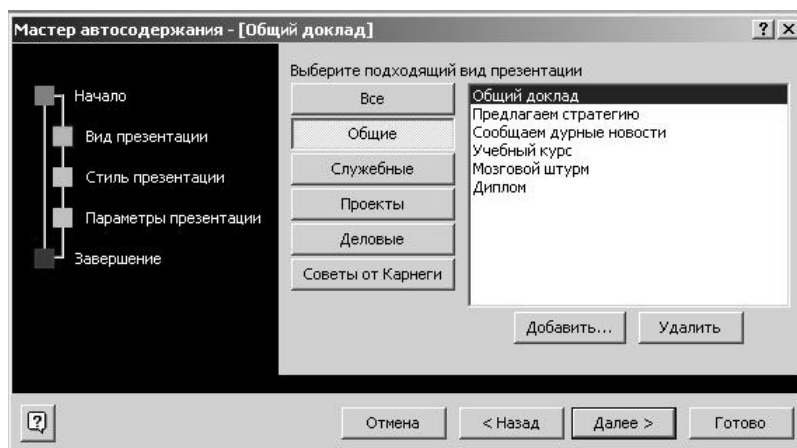 Мастер автосодержания - [Общий доклад]
Выберите подходящий вид презентации
Начало
Вид презентации
Стиль презентации
Параметры презентации
Завершение
Все
Общие
Служебные
Проекты
Деловые
Советы от Карнеги
Общий доклад
Предлагаем стратегию
Сообщаем дурные новости
Учебный курс
Мозговой штурм
Диплом
Добавить...
Удалить
Отмена
< Назад
Далее >
Готово